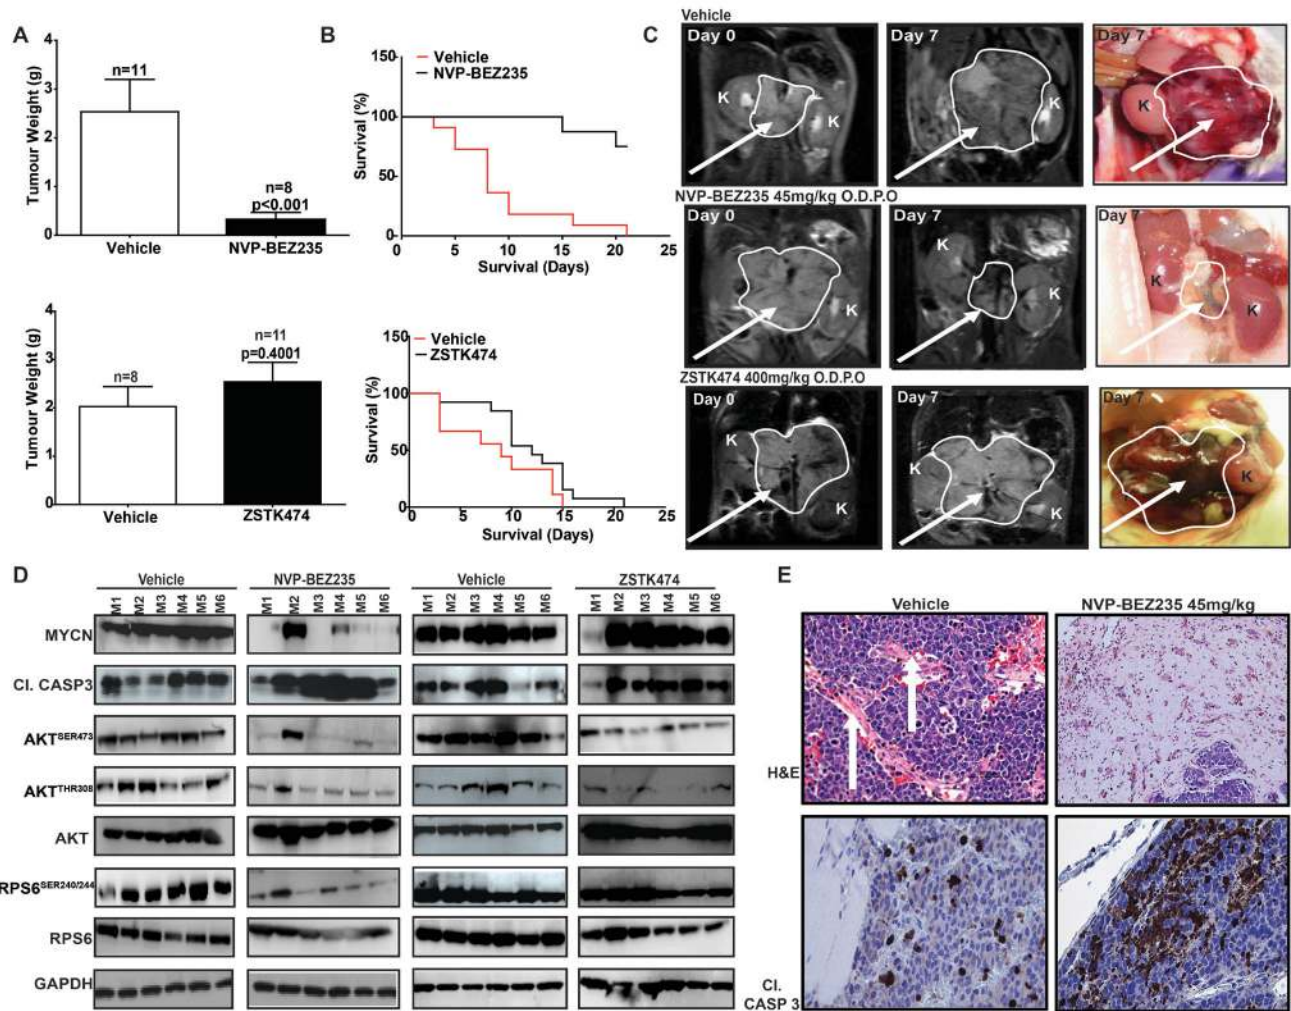 A
Tumour Weight (g)
4
3
2
1
0
n=11
n=8
p<0.001
Vehicle
NVP-BEZ235
B
Survival (%)
150
100
50
0
Vehicle
NVP-BEZ235
0 5 10 15 20 25
Survival (Days)
Tumour Weight (g)
4
3
2
1
0
n=8
n=11
p=0.4001
Vehicle
ZSTK474
Survival (%)
150
100
50
0
Vehicle
ZSTK474
0 5 10 15 20 25
Survival (Days)
C
Vehicle
Day 0
K
K
Day 7
K
Day 7
K
NVP-BEZ235 45mg/kg O.D.P.O
Day 0
K
Day 7
K
K
Day 7
K
K
ZSTK474 400mg/kg O.D.P.O
Day 0
K
K
Day 7
K
K
Day 7
K
D
Vehicle
NVP-BEZ235
Vehicle
ZSTK474
M1 M2 M3 M4 M5 M6
M1 M2 M3 M4 M5 M6
M1 M2 M3 M4 M5 M6
M1 M2 M3 M4 M5 M6
MYCN
Cl. CASP3
AKTSER473
AKTTHR308
AKT
RPS6SER240/244
RPS6
GAPDH
E
Vehicle
NVP-BEZ235 45mg/kg
H&E
Cl.
CASP 3